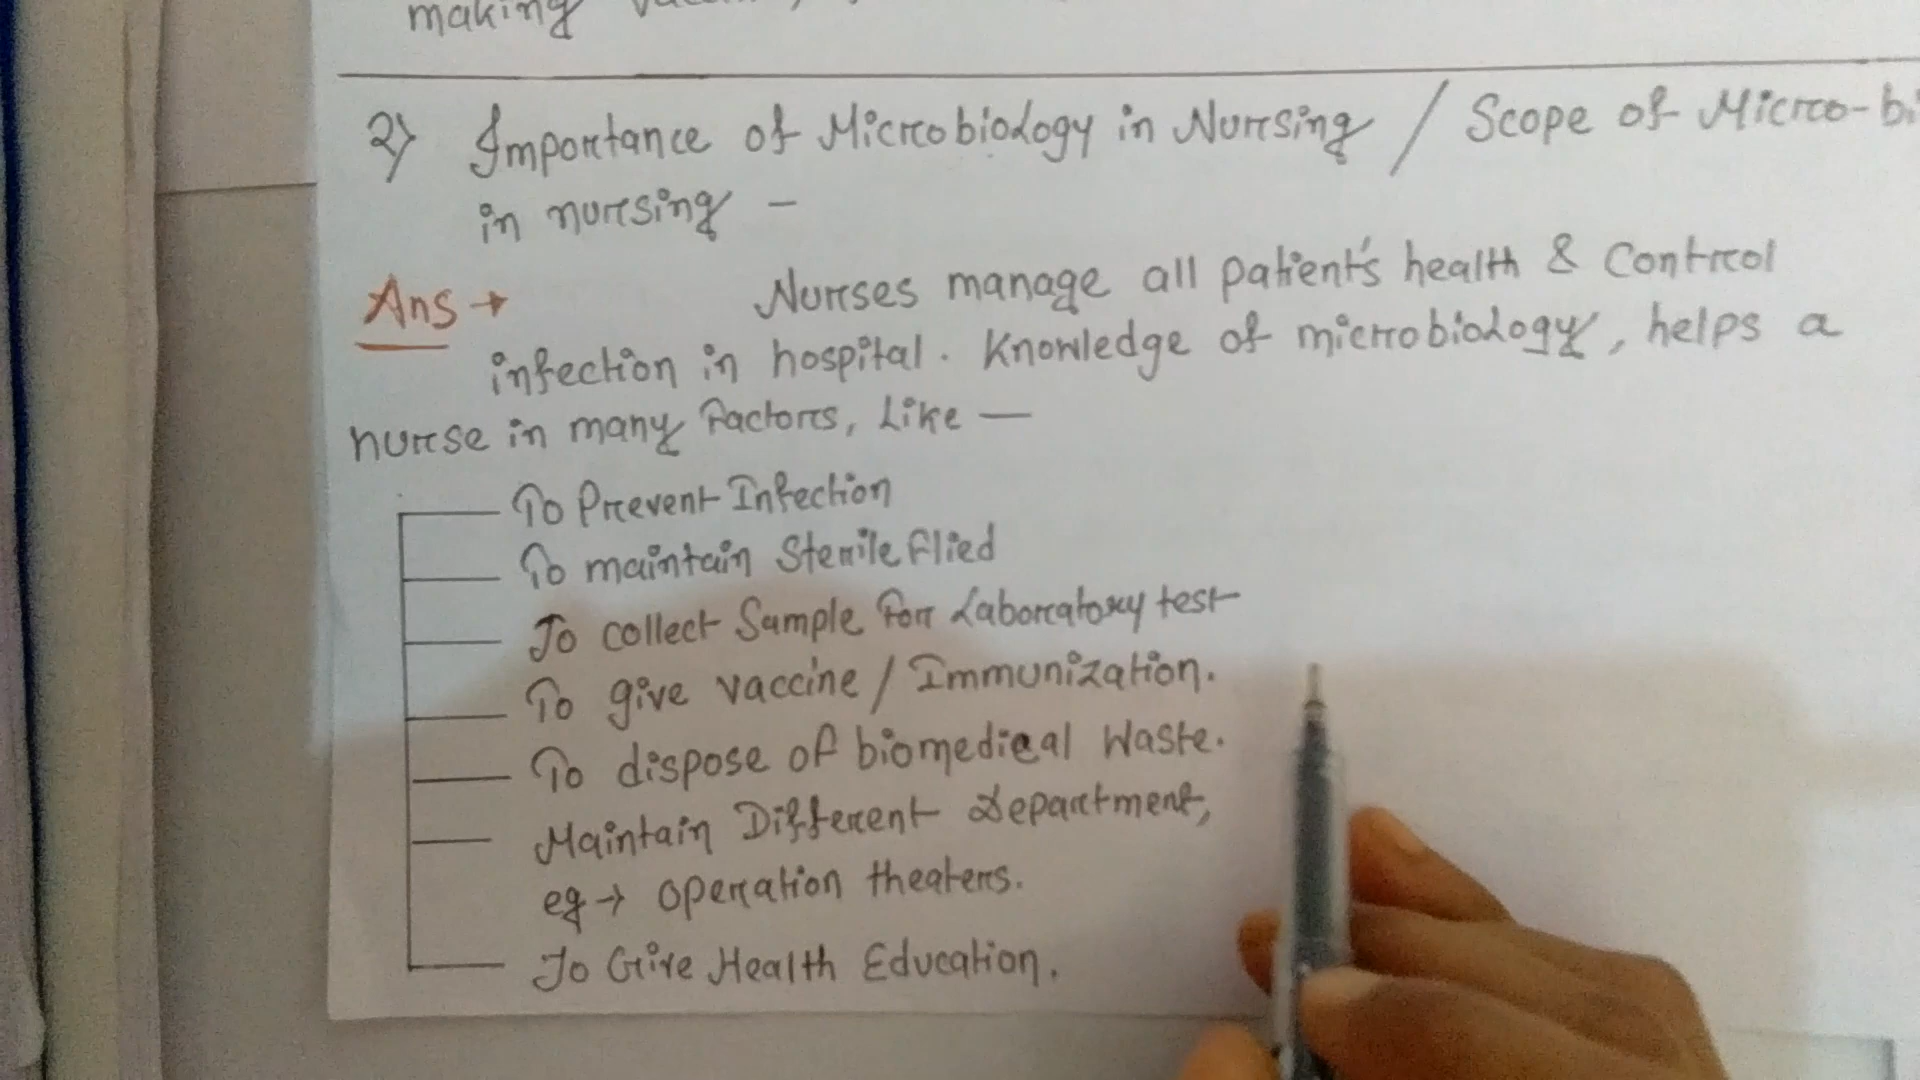 making
2) Importance of Microbiology in Nursing / Scope of Micro-bi
in nursing -
Ans → Nurses manage all patient's health & Control
infection in hospital. Knowledge of microbiology, helps a
nurse in many Factors, Like —
To Prevent Infection
To maintain Sterile Flied
To collect Sample For Laboratory test
To give vaccine / Immunization.
To dispose of biomedical Waste.
Maintain Different Department,
eg → operation theaters.
To Give Health Education.